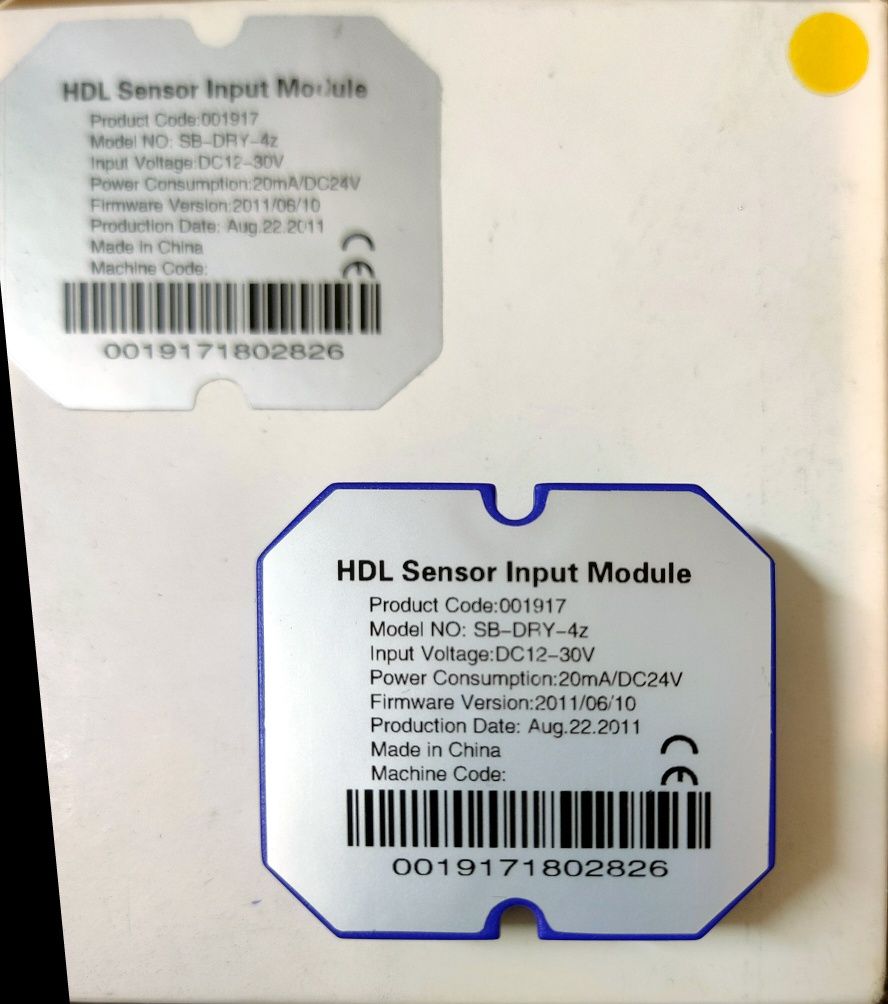 HDL Sensor Input Module
Product Code:001917
Model NO: SB-DRY-4z
Input Voltage:DC12-30V
Power Consumption:20mA/DC24V
Firmware Version:2011/06/10
Production Date: Aug.22.2011
Made in China
Machine Code:
CE
0019171802826
HDL Sensor Input Module
Product Code:001917
Model NO: SB-DRY-4z
Input Voltage:DC12-30V
Power Consumption:20mA/DC24V
Firmware Version:2011/06/10
Production Date: Aug.22.2011
Made in China
Machine Code:
CE
0019171802826